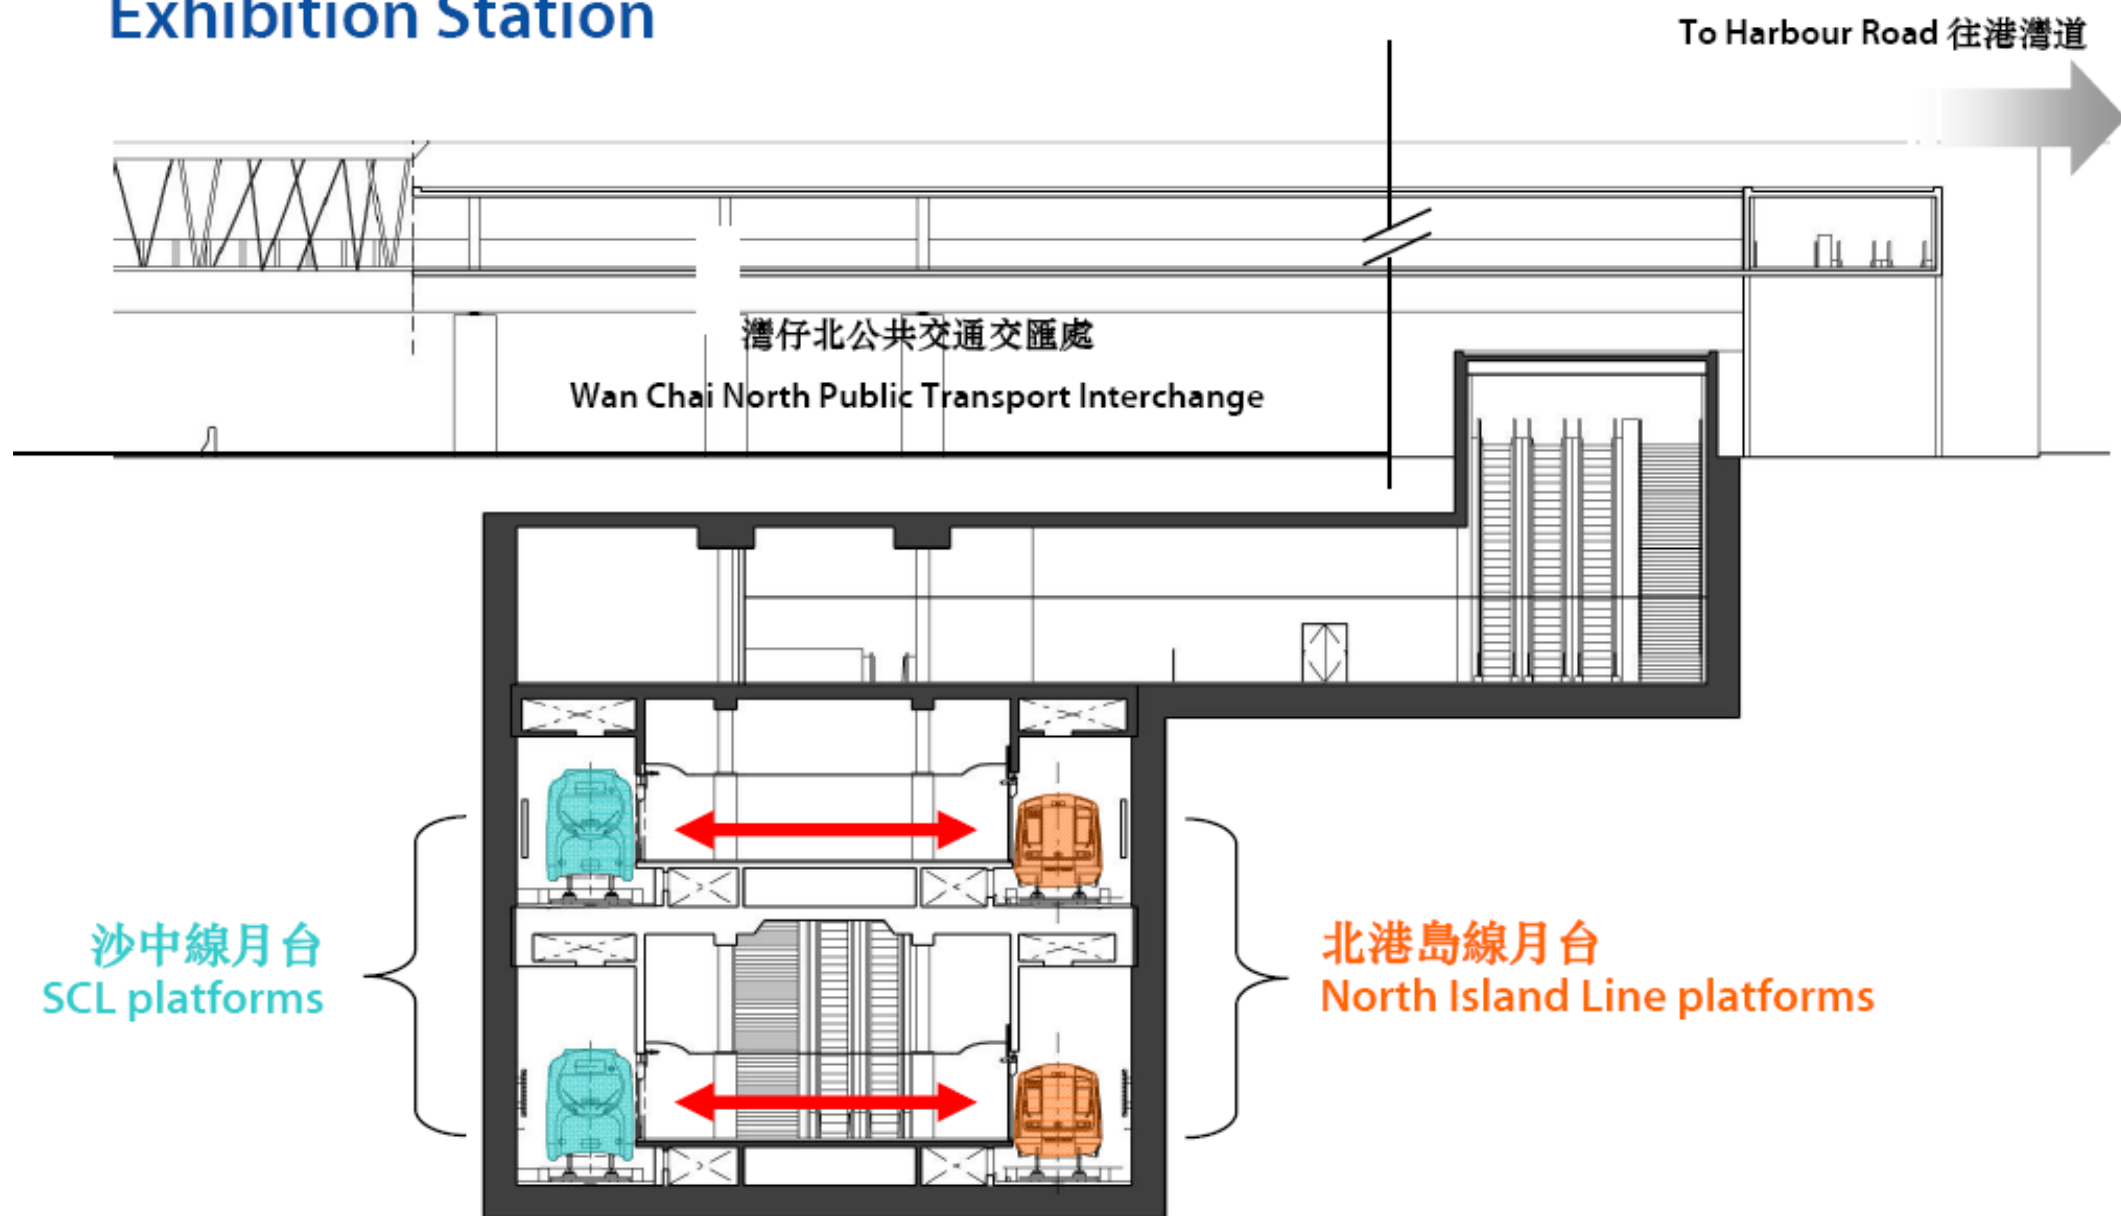 Exhibition Station
To Harbour Road 往港灣道
灣仔北公共交通交匯處
Wan Chai North Public Transport Interchange
沙中線月台
SCL platforms
北港島線月台
North Island Line platforms